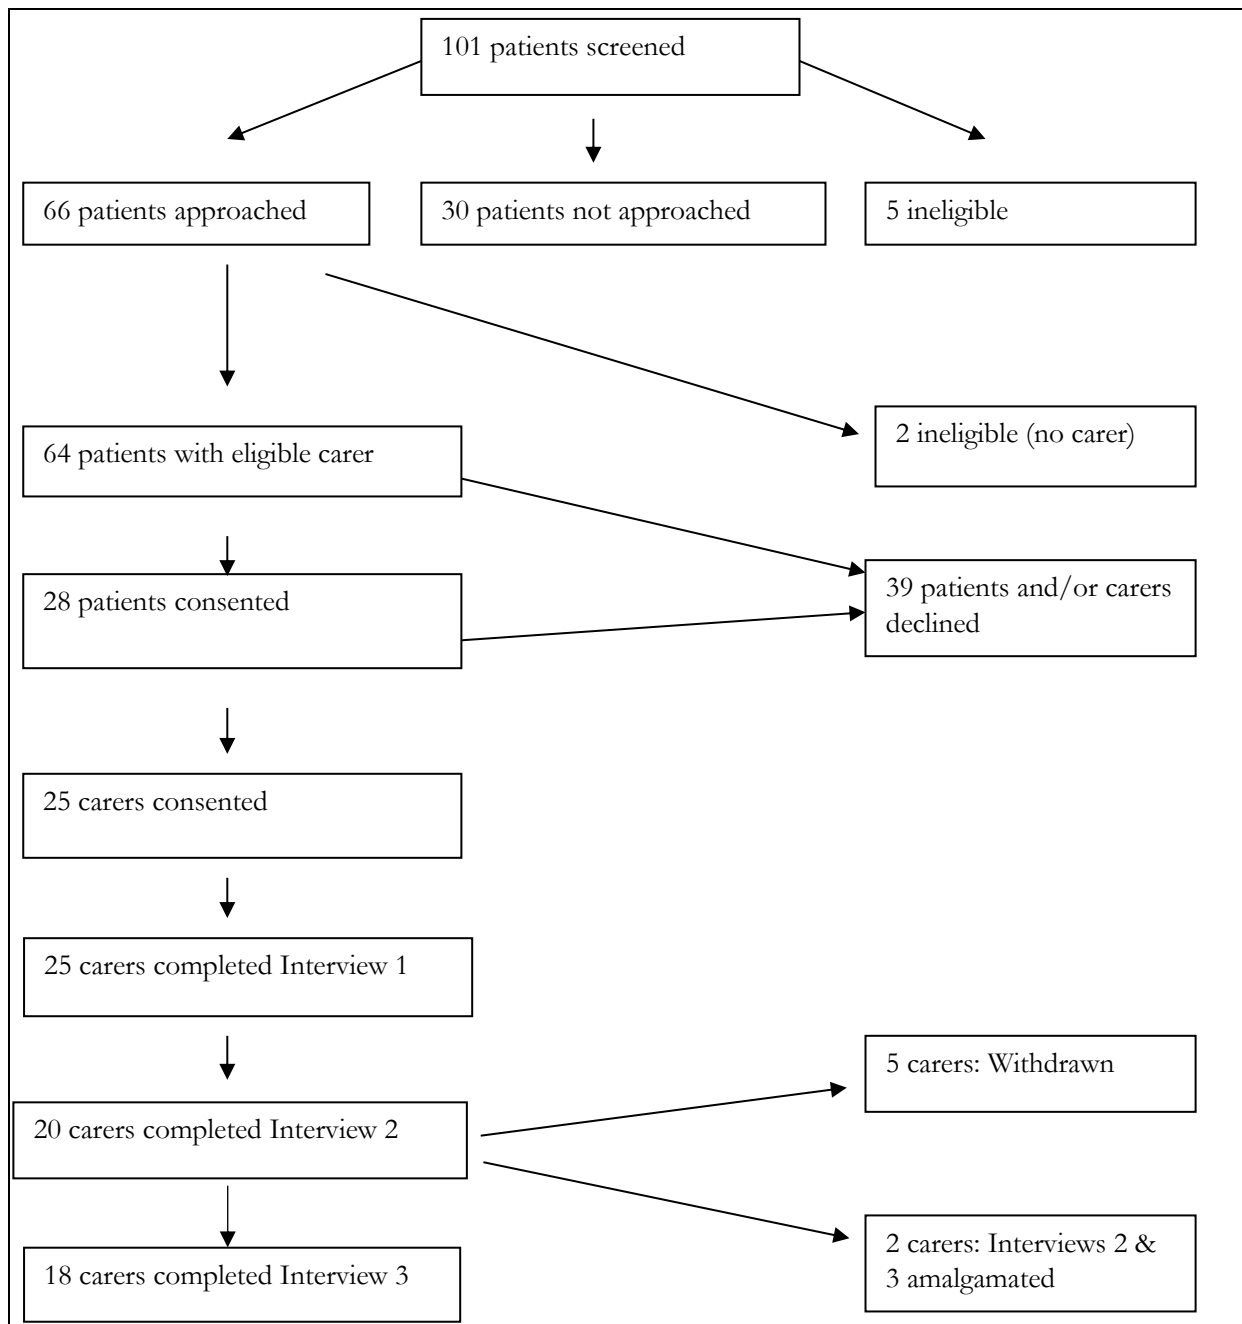 101 patients screened
66 patients approached
30 patients not approached
5 ineligible
2 ineligible (no carer)
64 patients with eligible carer
39 patients and/or carers
declined
28 patients consented
25 carers consented
25 carers completed Interview 1
5 carers: Withdrawn
20 carers completed Interview 2
2 carers: Interviews 2 &
3 amalgamated
18 carers completed Interview 3